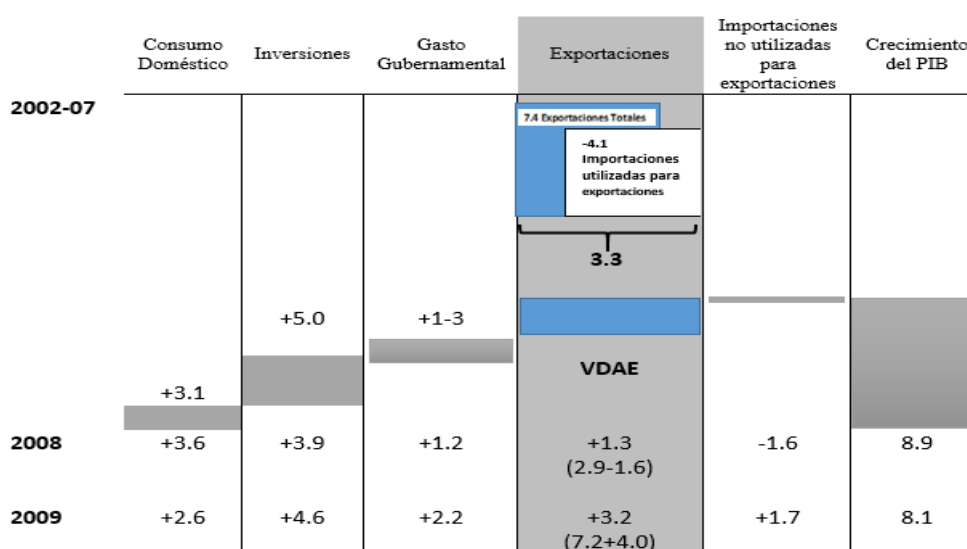 Consumo
Doméstico
Inversiones
Gasto
Gubernamental
Exportaciones
Importaciones
no utilizadas
para
exportaciones
Crecimiento
del PIB
2002-07
7.4 Exportaciones Totales
-4.1
Importaciones
utilizadas para
exportaciones
3.3
+5.0
+1-3
VDAE
+3.1
2008
+3.6
+3.9
+1.2
+1.3
(2.9-1.6)
-1.6
8.9
2009
+2.6
+4.6
+2.2
+3.2
(7.2+4.0)
+1.7
8.1